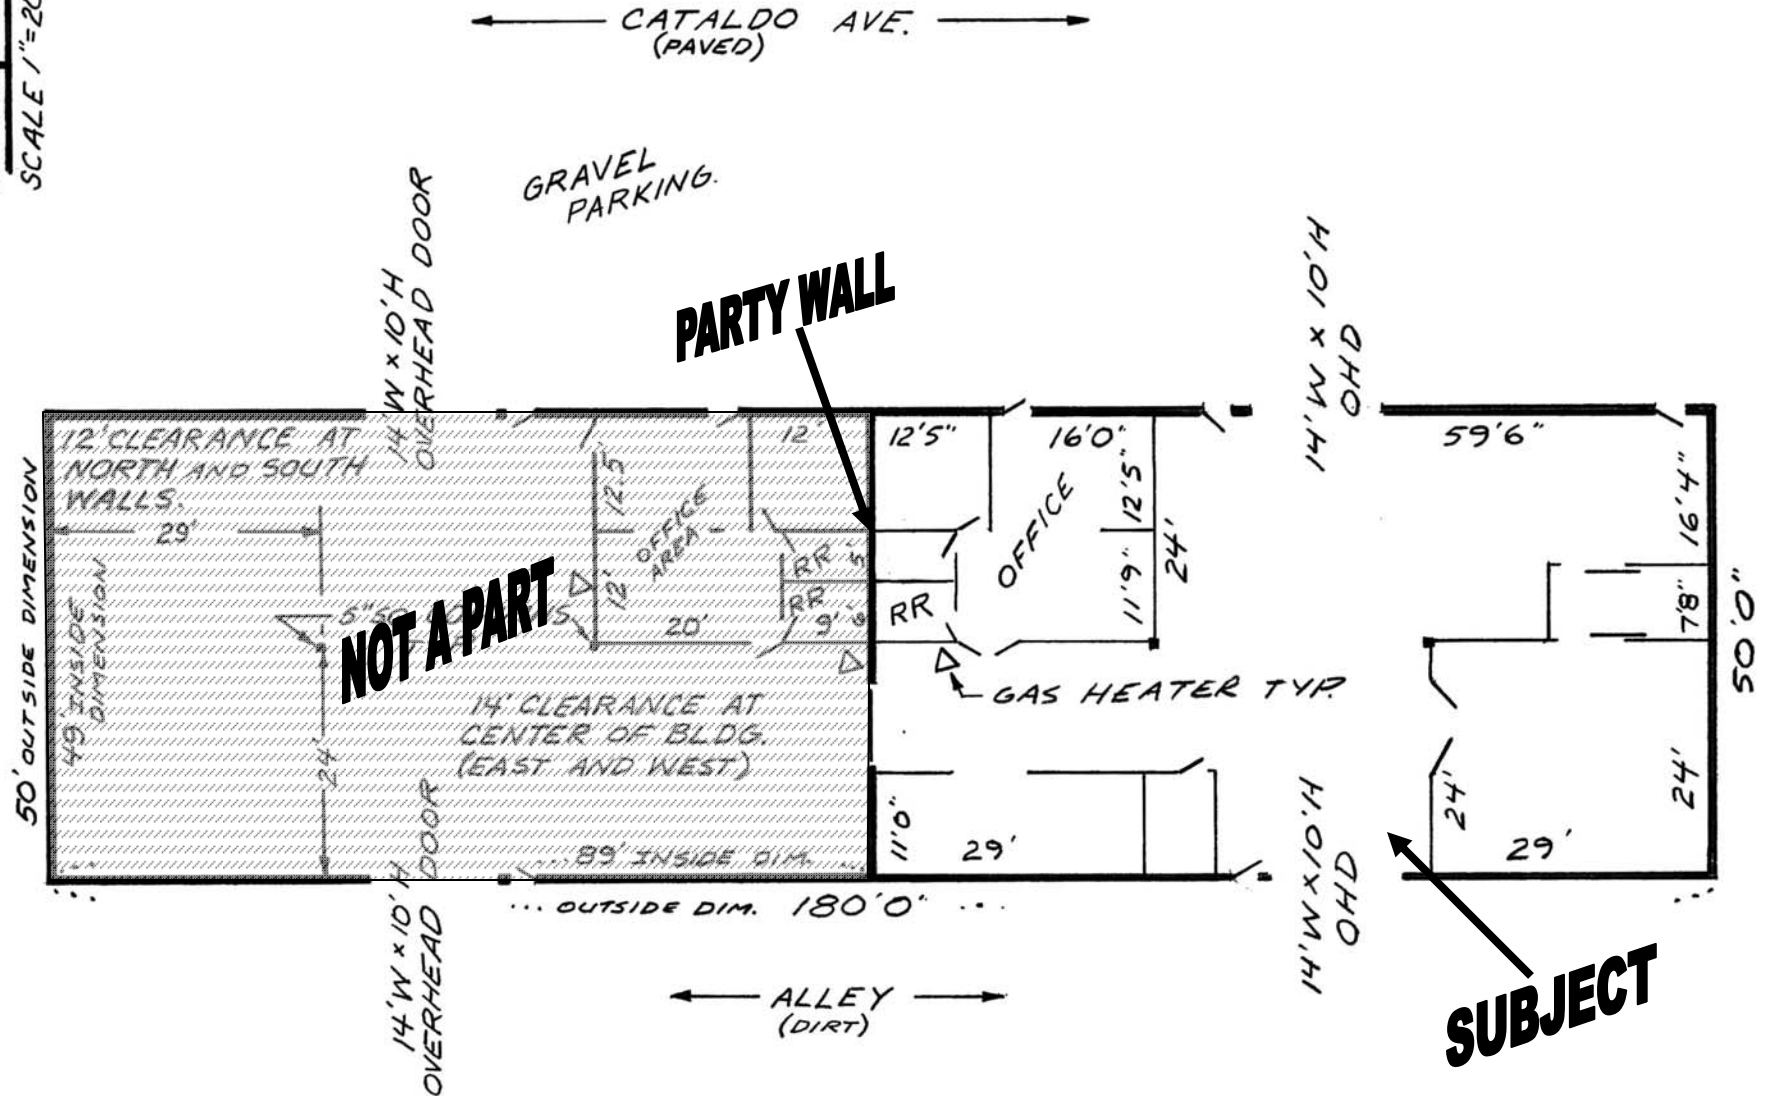 SCALE 1"=20
CATALDO AVE.
(PAVED)
GRAVEL
PARKING.
14'W×10'H
OVERHEAD DOOR
PARTY WALL
14'W × 10'H
OHD
12'CLEARANCE AT
NORTH AND SOUTH
WALLS.
29'
50' OUTSIDE DIMENSION
49' INSIDE
DIMENSION
12.5'
12'
OFFICE
AREA
12'
RR
5'
RR
9'6"
20'
5"SQ
NOT A PART
24'
14' CLEARANCE AT
CENTER OF BLDG.
(EAST AND WEST)
...89' INSIDE DIM. ...
12'5"
16'0"
OFFICE
12'5"
11'9"
24'
RR
GAS HEATER TYP.
11'0"
29'
59'6"
16'4"
7'8"
50'0"
24'
24'
29'
14'W×10'H
OVERHEAD DOOR
... OUTSIDE DIM. 180'0" ...
14'W×10'H
OHD
ALLEY
(DIRT)
SUBJECT